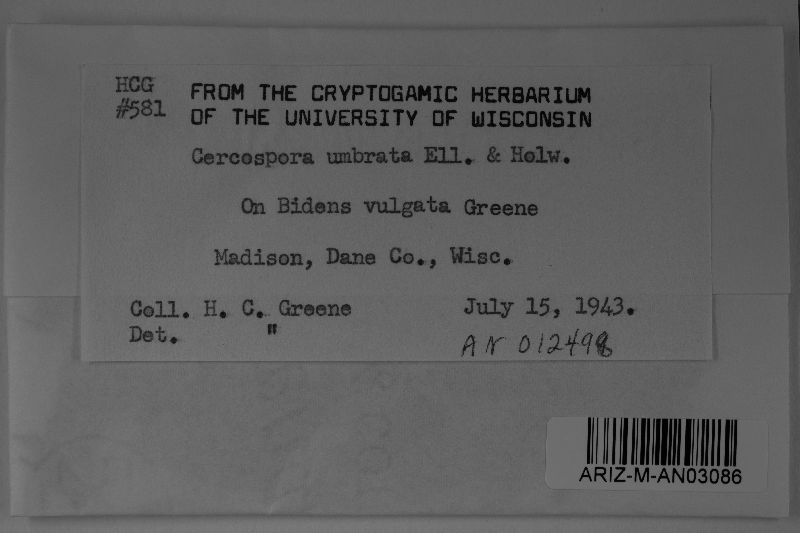 HCG
#581
FROM THE CRYPTOGAMIC HERBARIUM
OF THE UNIVERSITY OF WISCONSIN
Cercospora umbrata Ell. & Holw.
On Bidens vulgata Greene
Madison, Dane Co., Wisc.
Coll. H. C. Greene July 15, 1943.
Det. "
AN 012498
ARIZ-M-AN03086